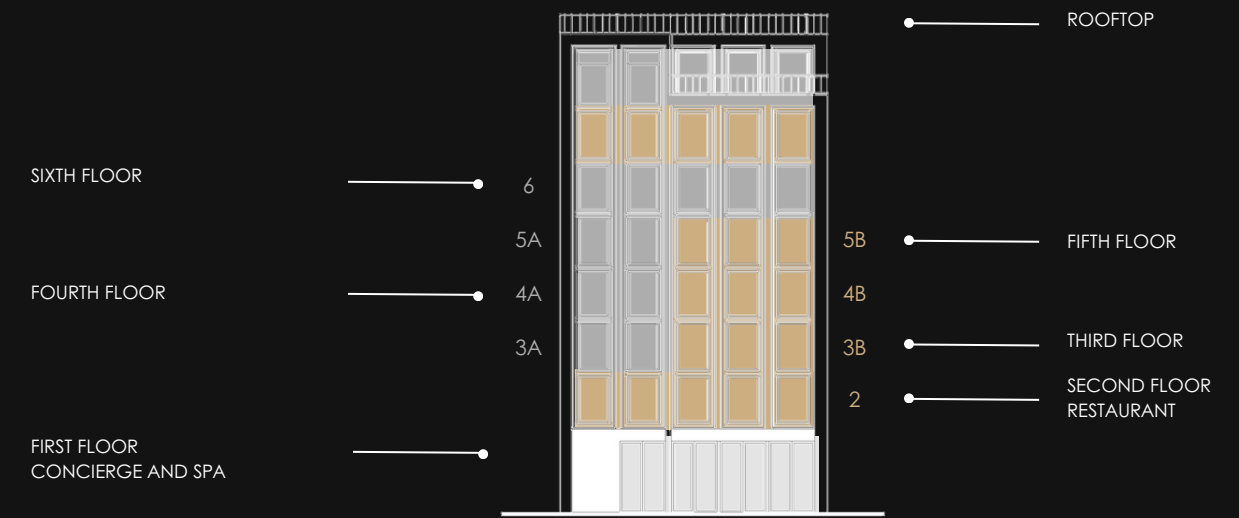 ROOFTOP
SIXTH FLOOR
6
5A
5B
FIFTH FLOOR
FOURTH FLOOR
4A
4B
3A
3B
THIRD FLOOR
2
SECOND FLOOR
RESTAURANT
FIRST FLOOR
CONCIERGE AND SPA